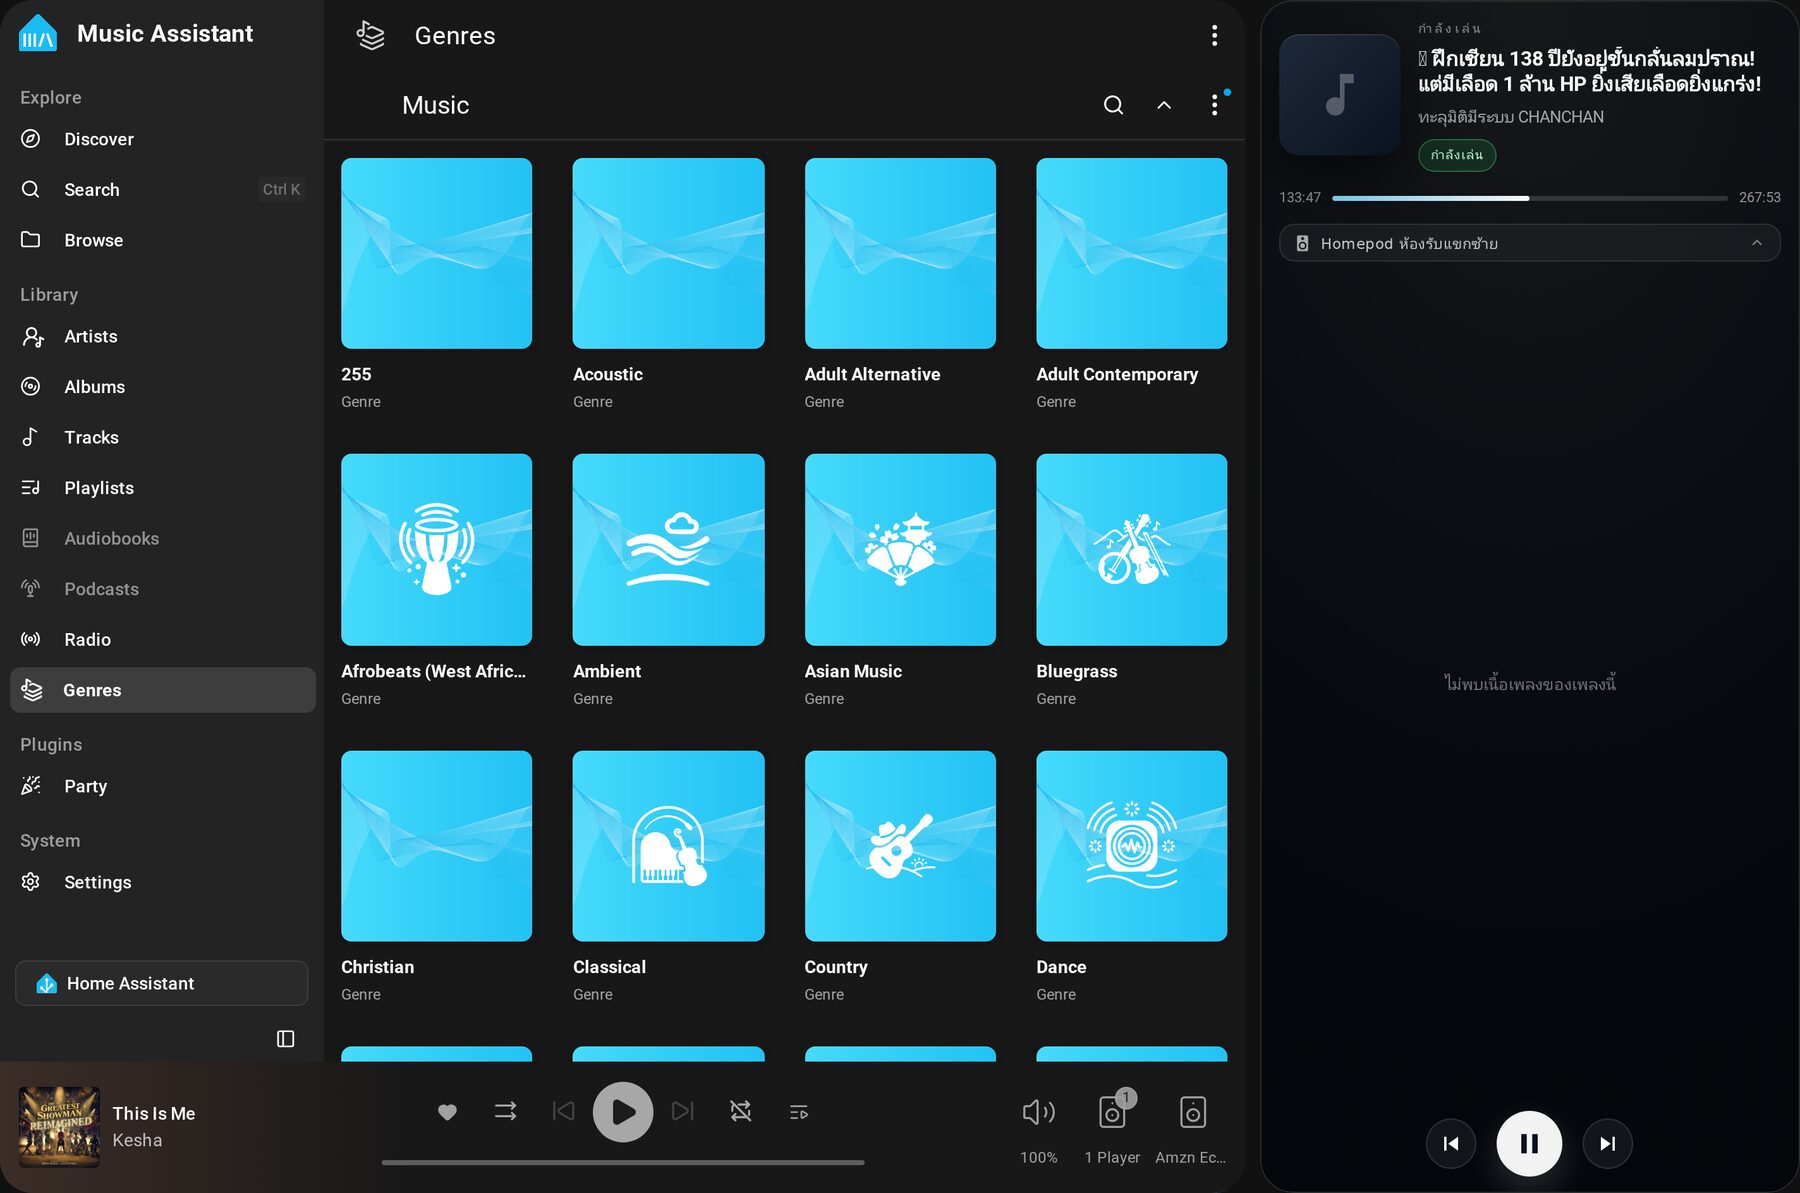 Music Assistant
Explore
Discover
Search
Ctrl K
Browse
Library
Artists
Albums
Tracks
Playlists
Audiobooks
Podcasts
Radio
Genres
Plugins
Party
System
Settings
Home Assistant
Genres
Music
255
Genre
Acoustic
Genre
Adult Alternative
Genre
Adult Contemporary
Genre
Afrobeats (West Afric...
Genre
Ambient
Genre
Asian Music
Genre
Bluegrass
Genre
Christian
Genre
Classical
Genre
Country
Genre
Dance
Genre
THE GREATEST SHOWMAN
REIMAGINED
This Is Me
Kesha
100%
1
1 Player
Amzn Ec...
กำลังเล่น
ฝึกเซียน 138 ปียังอยู่ขั้นกลั่นลมปราณ!
แต่มีเลือด 1 ล้าน HP ยิ่งเสียเลือดยิ่งแกร่ง!
ทะลุมิติมีระบบ CHANCHAN
กำลังเล่น
133:47
267:53
Homepod ห้องรับแขกซ้าย
ไม่พบเนื้อเพลงของเพลงนี้